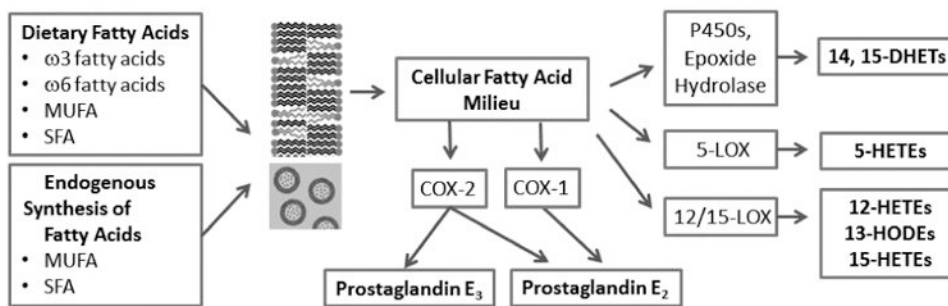 Dietary Fatty Acids
• ω3 fatty acids
• ω6 fatty acids
• MUFA
• SFA
Endogenous
Synthesis of
Fatty Acids
• MUFA
• SFA
Cellular Fatty Acid
Milieu
COX-2
COX-1
Prostaglandin E₃
Prostaglandin E₂
P450s,
Epoxide
Hydrolase
14, 15-DHETs
5-LOX
5-HETEs
12/15-LOX
12-HETEs
13-HODEs
15-HETEs